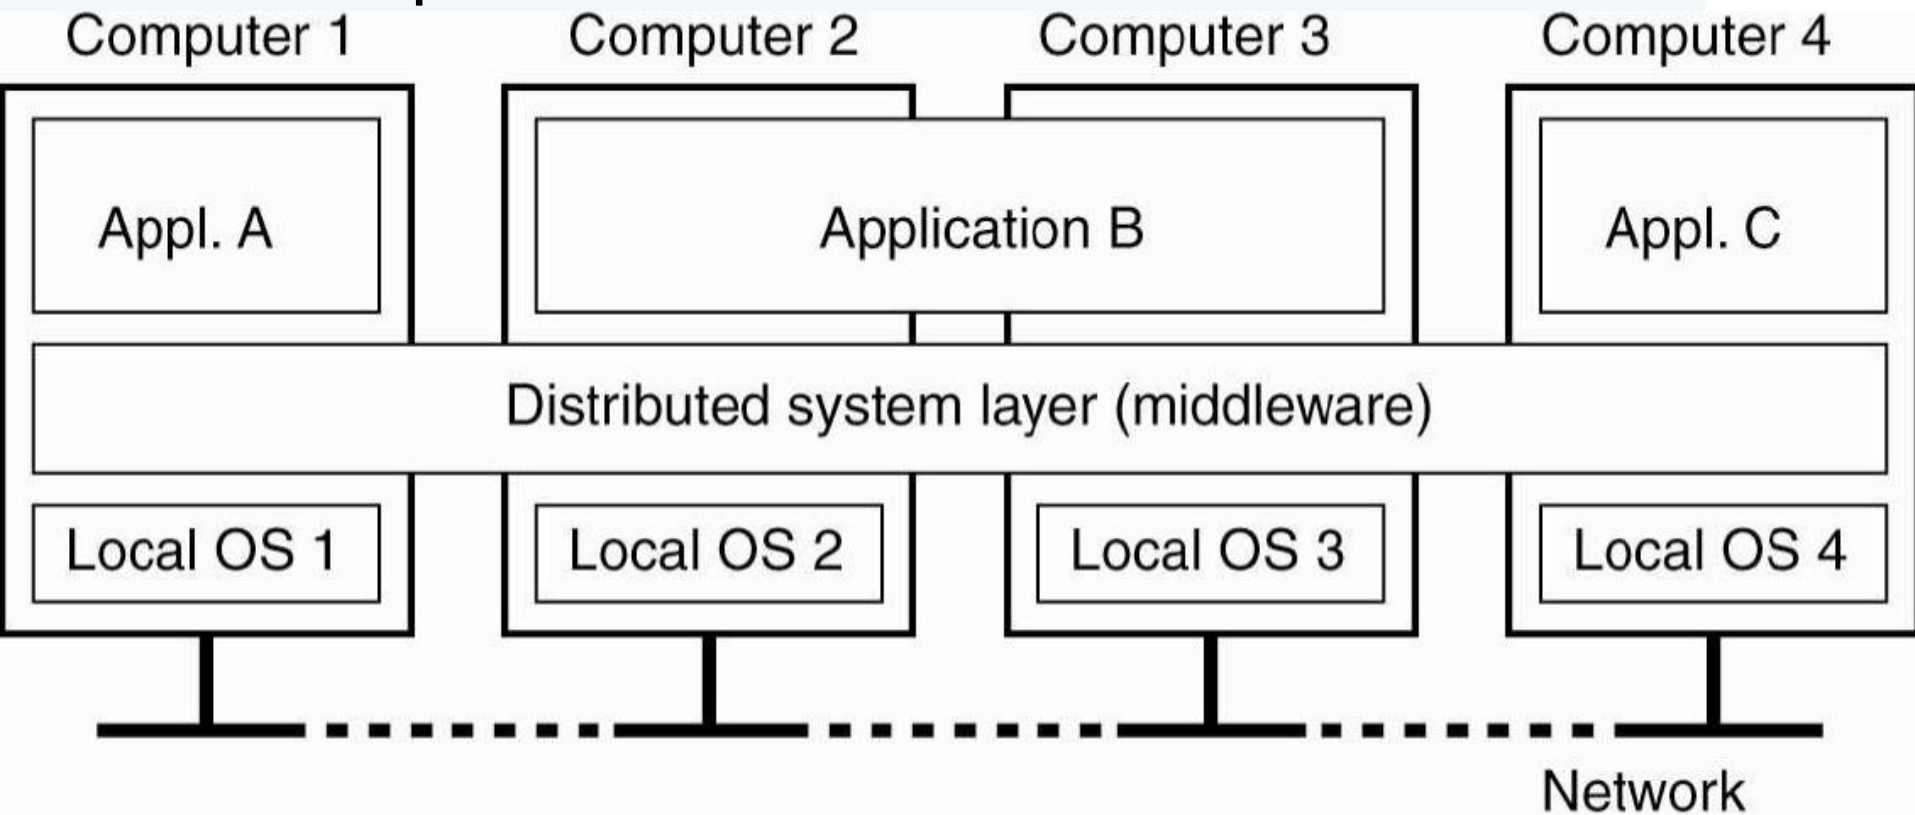 Computer 1 Computer 2 Computer 3 Computer 4
Appl. A Application B Appl. C
Distributed system layer (middleware)
Local OS 1 Local OS 2 Local OS 3 Local OS 4
Network